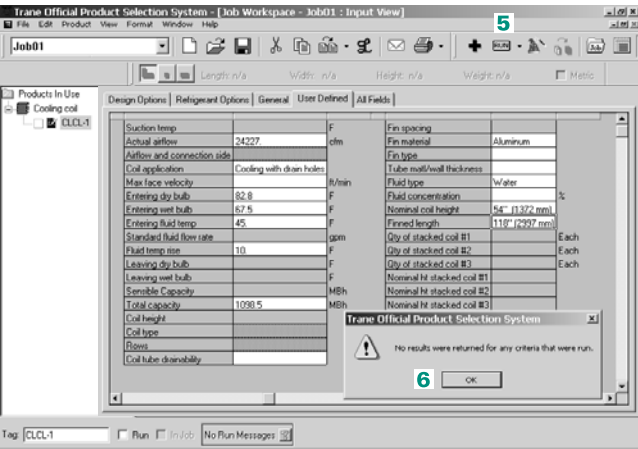 Trane Official Product Selection System - [Job Workspace - Job01 : Input View]
File Edit Product View Format Window Help
5
Job01
RUN
Length: n/a Width: n/a Height: n/a Weight: n/a Metric
Products In Use
Cooling coil
CLCL-1
Design Options Refrigerant Options General User Defined All Fields
Suction temp F
Actual airflow 24227. cfm
Airflow and connection side
Coil application Cooling with drain holes
Max face velocity ft/min
Entering dry bulb 82.8 F
Entering wet bulb 67.5 F
Entering fluid temp 45. F
Standard fluid flow rate gpm
Fluid temp rise 10. F
Leaving dry bulb F
Leaving wet bulb F
Sensible Capacity MBh
Total capacity 1098.5 MBh
Coil height
Coil type
Rows
Coil tube drainability
Fin spacing
Fin material Aluminum
Fin type
Tube matl/wall thickness
Fluid type Water
Fluid concentration %
Nominal coil height 54" (1372 mm)
Finned length 118" (2997 mm)
Qty of stacked coil #1 Each
Qty of stacked coil #2 Each
Qty of stacked coil #3 Each
Nominal ht stacked coil #1
Nominal ht stacked coil #2
Nominal ht stacked coil #3
Trane Official Product Selection System
No results were returned for any criteria that were run.
6
OK
Tag: CLCL-1 Run In Job No Run Messages